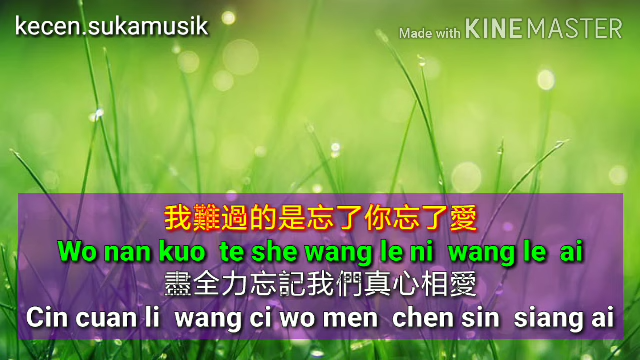 kecen.sukamusik
Made with KINEMASTER
我難過的是忘了你忘了愛
Wo nan kuo te she wang le ni wang le ai
盡全力忘記我們真心相愛
Cin cuan li wang ci wo men chen sin siang ai